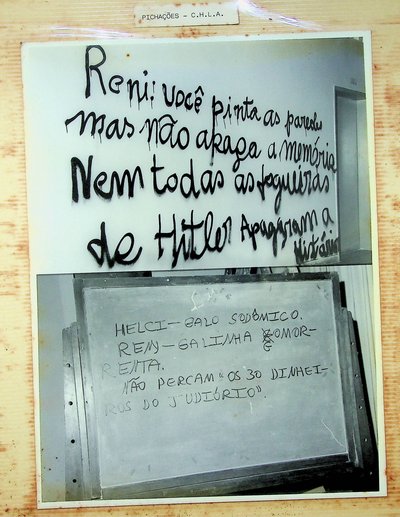 PICHAÇÕES - C.H.L.A.
Reni: você pinta as paredes
mas não apaga a memória
Nem todas as fogueiras
de Hitler Apagaram a
História
HELCI — GALO SODÔMICO.
RENY — GALINHA GOMOR-
RENTA.
NÃO PERCAM "OS 30 DINHEI-
ROS DO JUDIÓRIO".